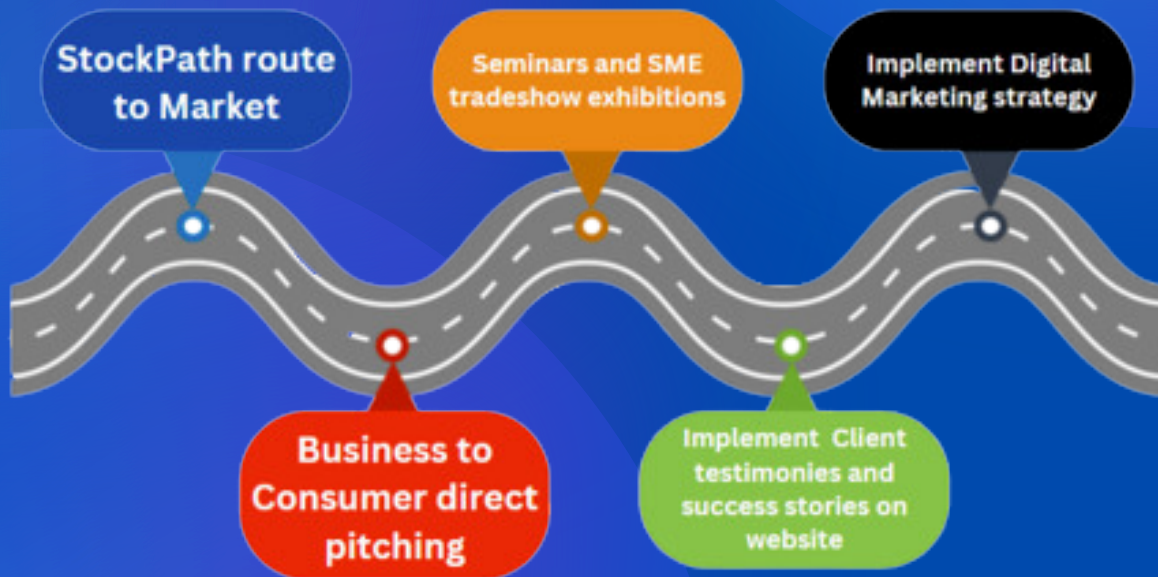 StockPath route
to Market
Business to
Consumer direct
pitching
Seminars and SME
tradeshow exhibitions
Implement Client
testimonies and
success stories on
website
Implement Digital
Marketing strategy